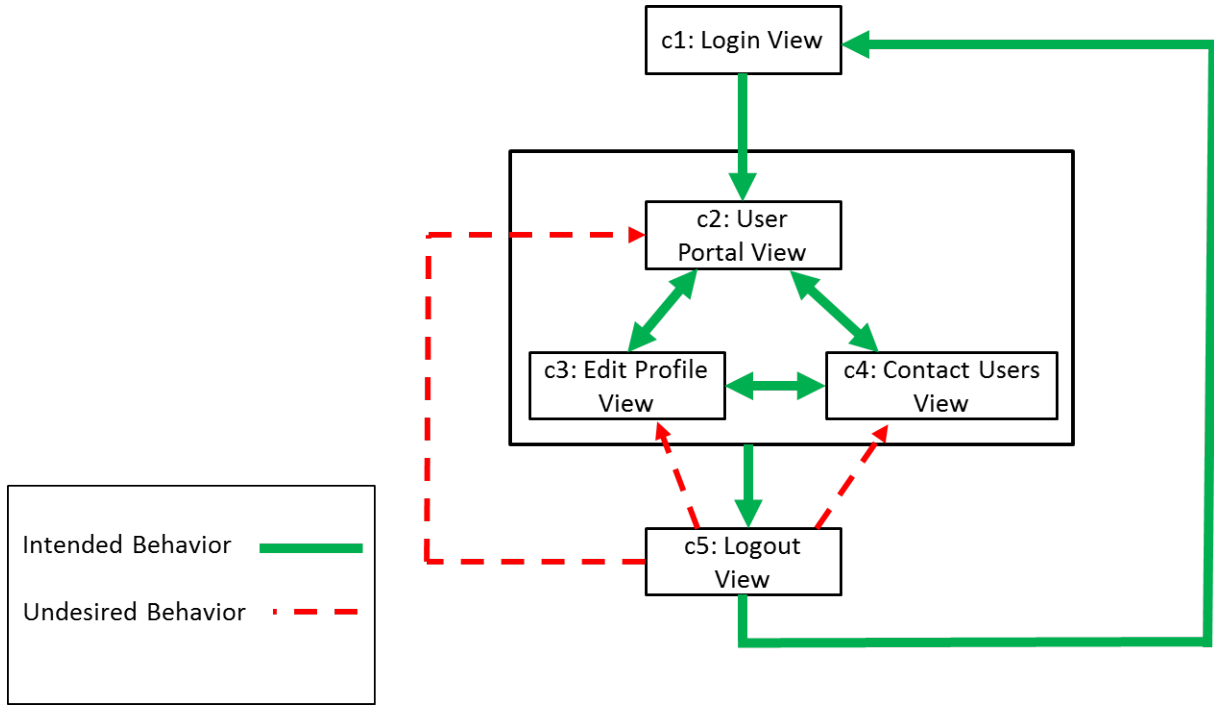 c1: Login View
c2: User
Portal View
c3: Edit Profile
View
c4: Contact Users
View
c5: Logout
View
Intended Behavior
Undesired Behavior